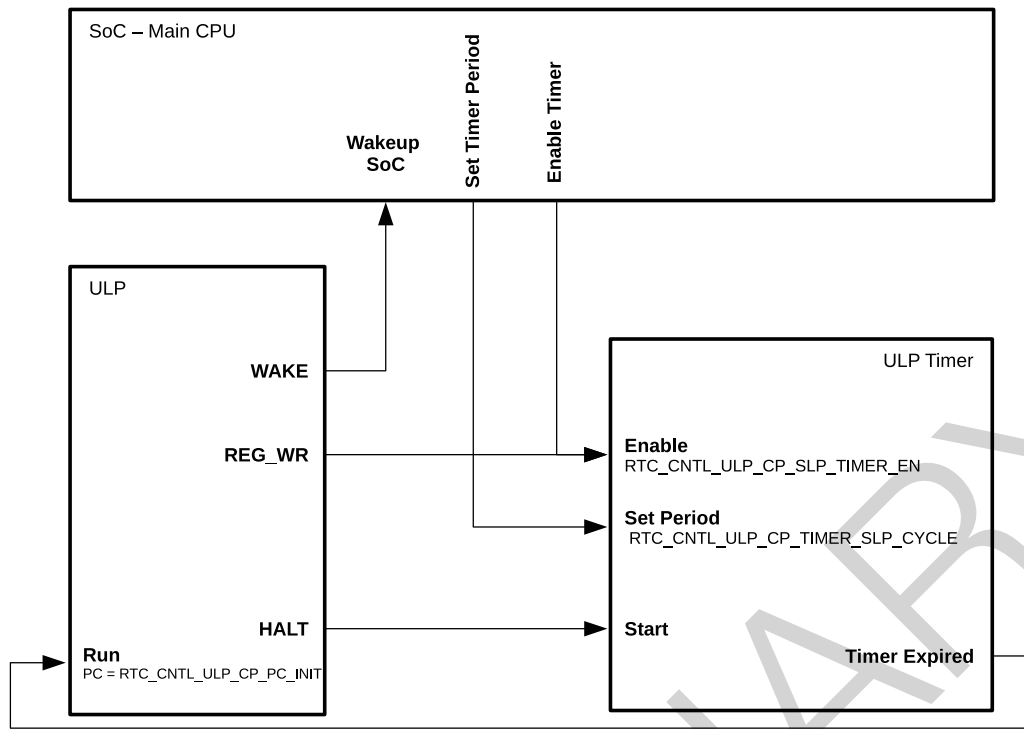 SoC – Main CPU
Wakeup
SoC
Set Timer Period
Enable Timer
ULP
WAKE
REG_WR
HALT
Run
PC = RTC_CNTL_ULP_CP_PC_INIT
ULP Timer
Enable
RTC_CNTL_ULP_CP_SLP_TIMER_EN
Set Period
RTC_CNTL_ULP_CP_TIMER_SLP_CYCLE
Start
Timer Expired